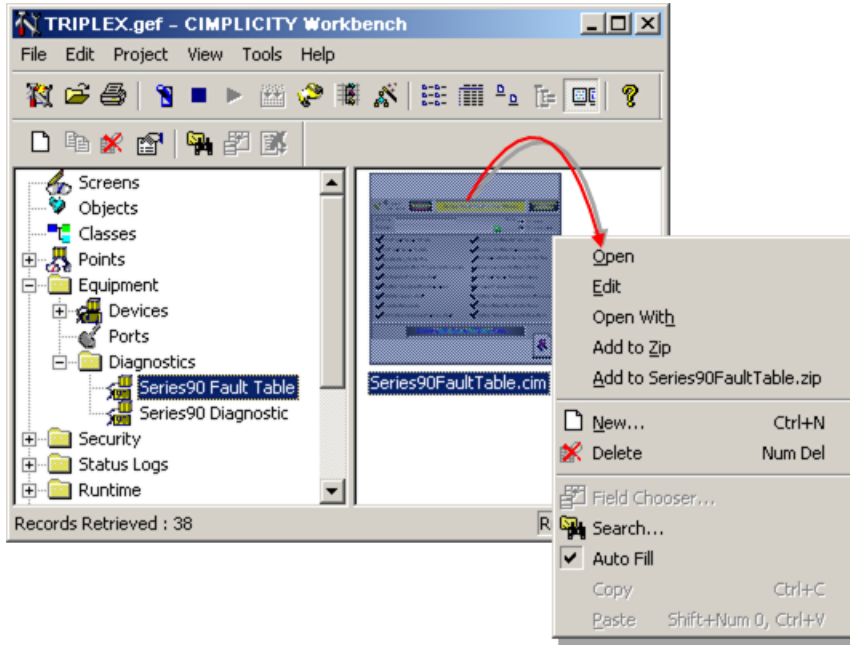 TRIPLEX.gef - CIMPLICITY Workbench
File Edit Project View Tools Help
Screens
Objects
Classes
Points
Equipment
Devices
Ports
Diagnostics
Series90 Fault Table
Series90 Diagnostic
Security
Status Logs
Runtime
Series90FaultTable.cim
Records Retrieved : 38
Open
Edit
Open With
Add to Zip
Add to Series90FaultTable.zip
New... Ctrl+N
Delete Num Del
Field Chooser...
Search...
Auto Fill
Copy Ctrl+C
Paste Shift+Num 0, Ctrl+V